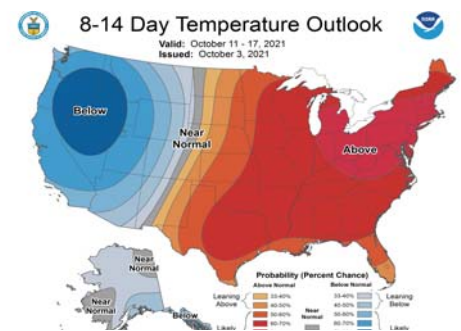 8-14 Day Temperature Outlook
Valid: October 11 - 17, 2021
Issued: October 3, 2021
NOAA
Below
Near
Normal
Above
Near
Normal
Near
Normal
Below
Probability (Percent Chance)
Above Normal
Below Normal
Leaning
Above
33-40%
40-50%
50-60%
60-70%
Near
Normal
33-40%
40-50%
50-60%
60-70%
Leaning
Below
Likely
Likely